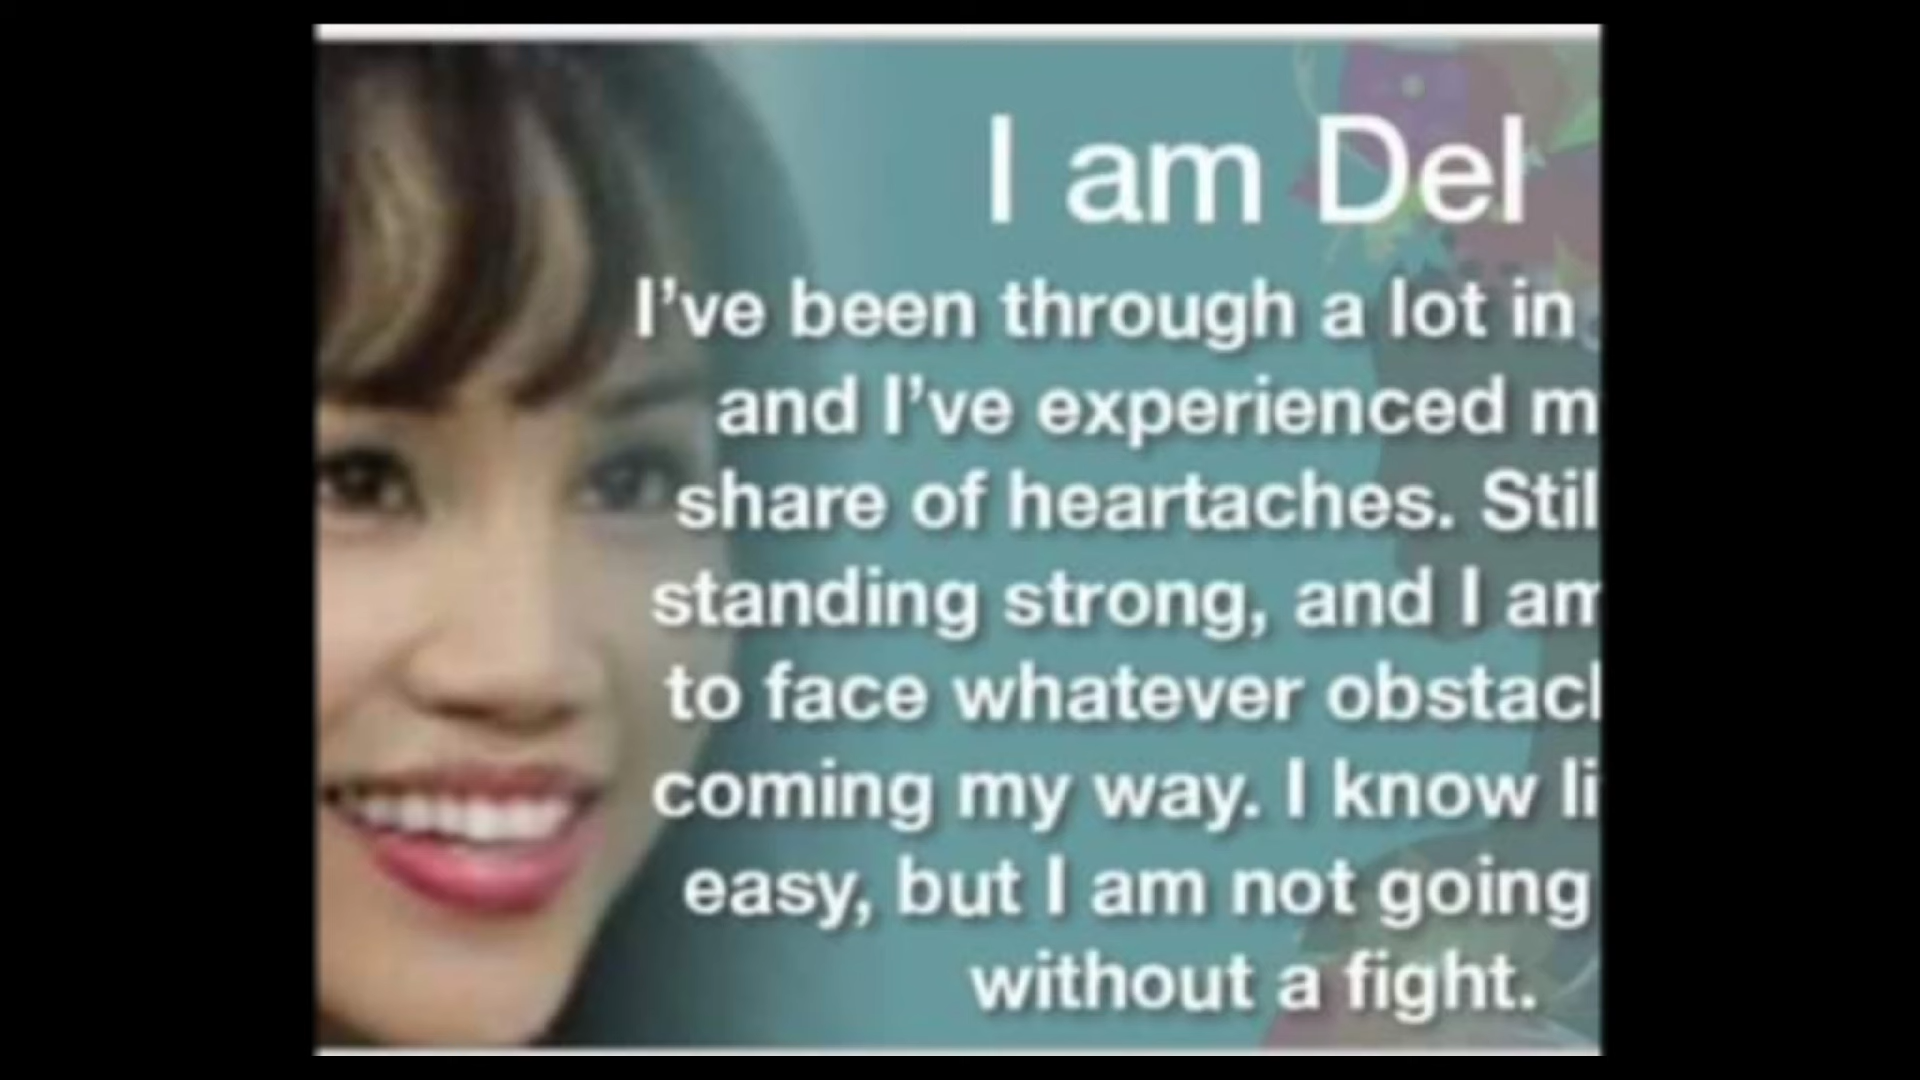 I am Del
I've been through a lot in
and I've experienced m
share of heartaches. Stil
standing strong, and I am
to face whatever obstacl
coming my way. I know li
easy, but I am not going
without a fight.